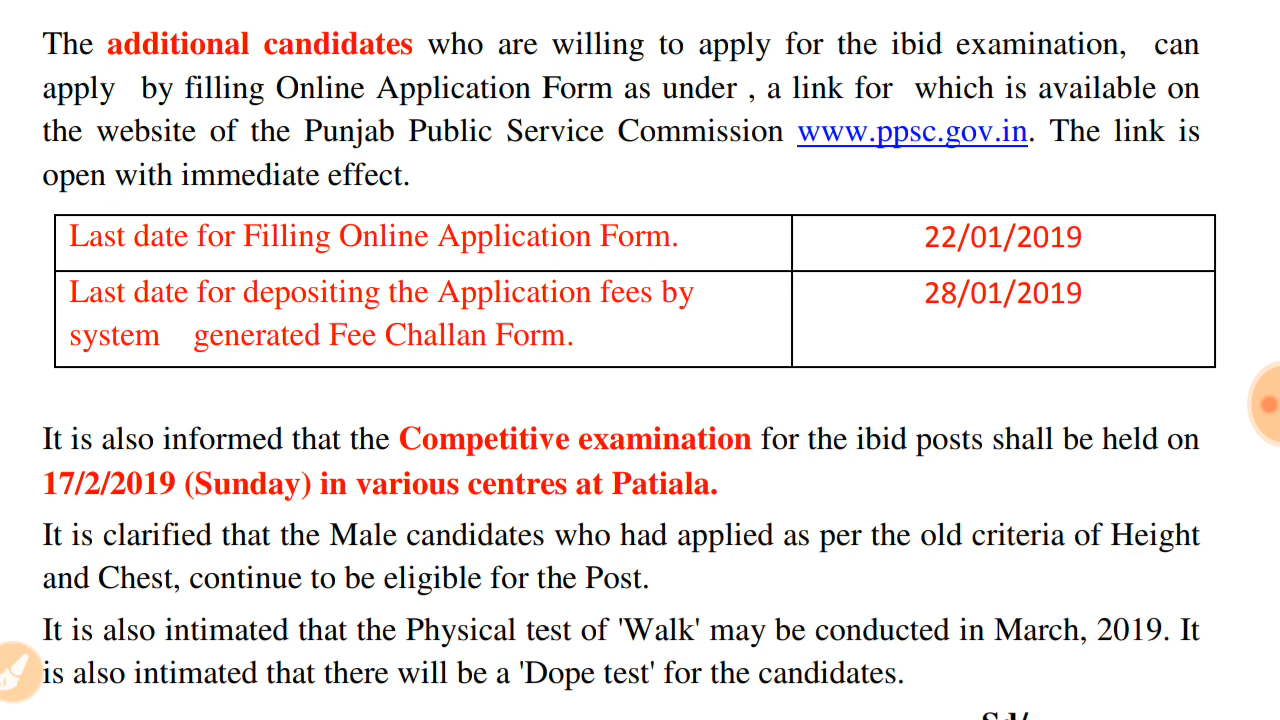 The additional candidates who are willing to apply for the ibid examination, can
apply by filling Online Application Form as under , a link for which is available on
the website of the Punjab Public Service Commission www.ppsc.gov.in. The link is
open with immediate effect.
Last date for Filling Online Application Form. 22/01/2019
Last date for depositing the Application fees by 28/01/2019
system generated Fee Challan Form.
It is also informed that the Competitive examination for the ibid posts shall be held on
17/2/2019 (Sunday) in various centres at Patiala.
It is clarified that the Male candidates who had applied as per the old criteria of Height
and Chest, continue to be eligible for the Post.
It is also intimated that the Physical test of 'Walk' may be conducted in March, 2019. It
is also intimated that there will be a 'Dope test' for the candidates.